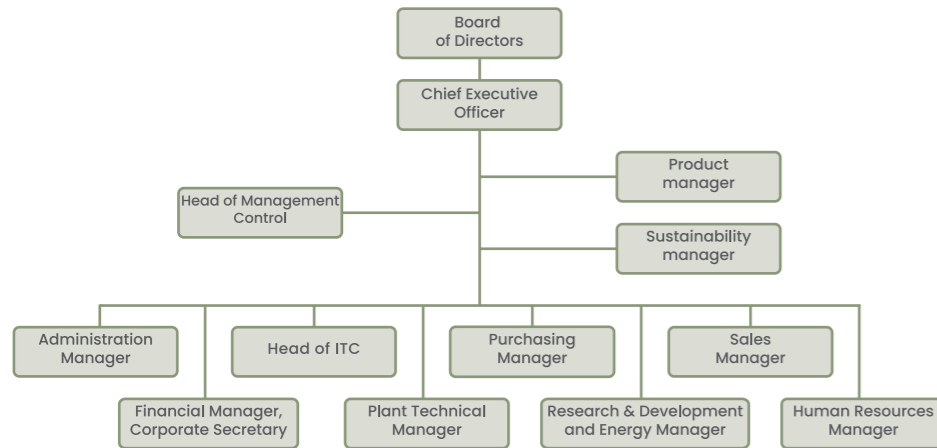 Board
of Directors
Chief Executive
Officer
Product
manager
Head of Management
Control
Sustainability
manager
Administration
Manager
Head of ITC
Purchasing
Manager
Sales
Manager
Financial Manager,
Corporate Secretary
Plant Technical
Manager
Research & Development
and Energy Manager
Human Resources
Manager